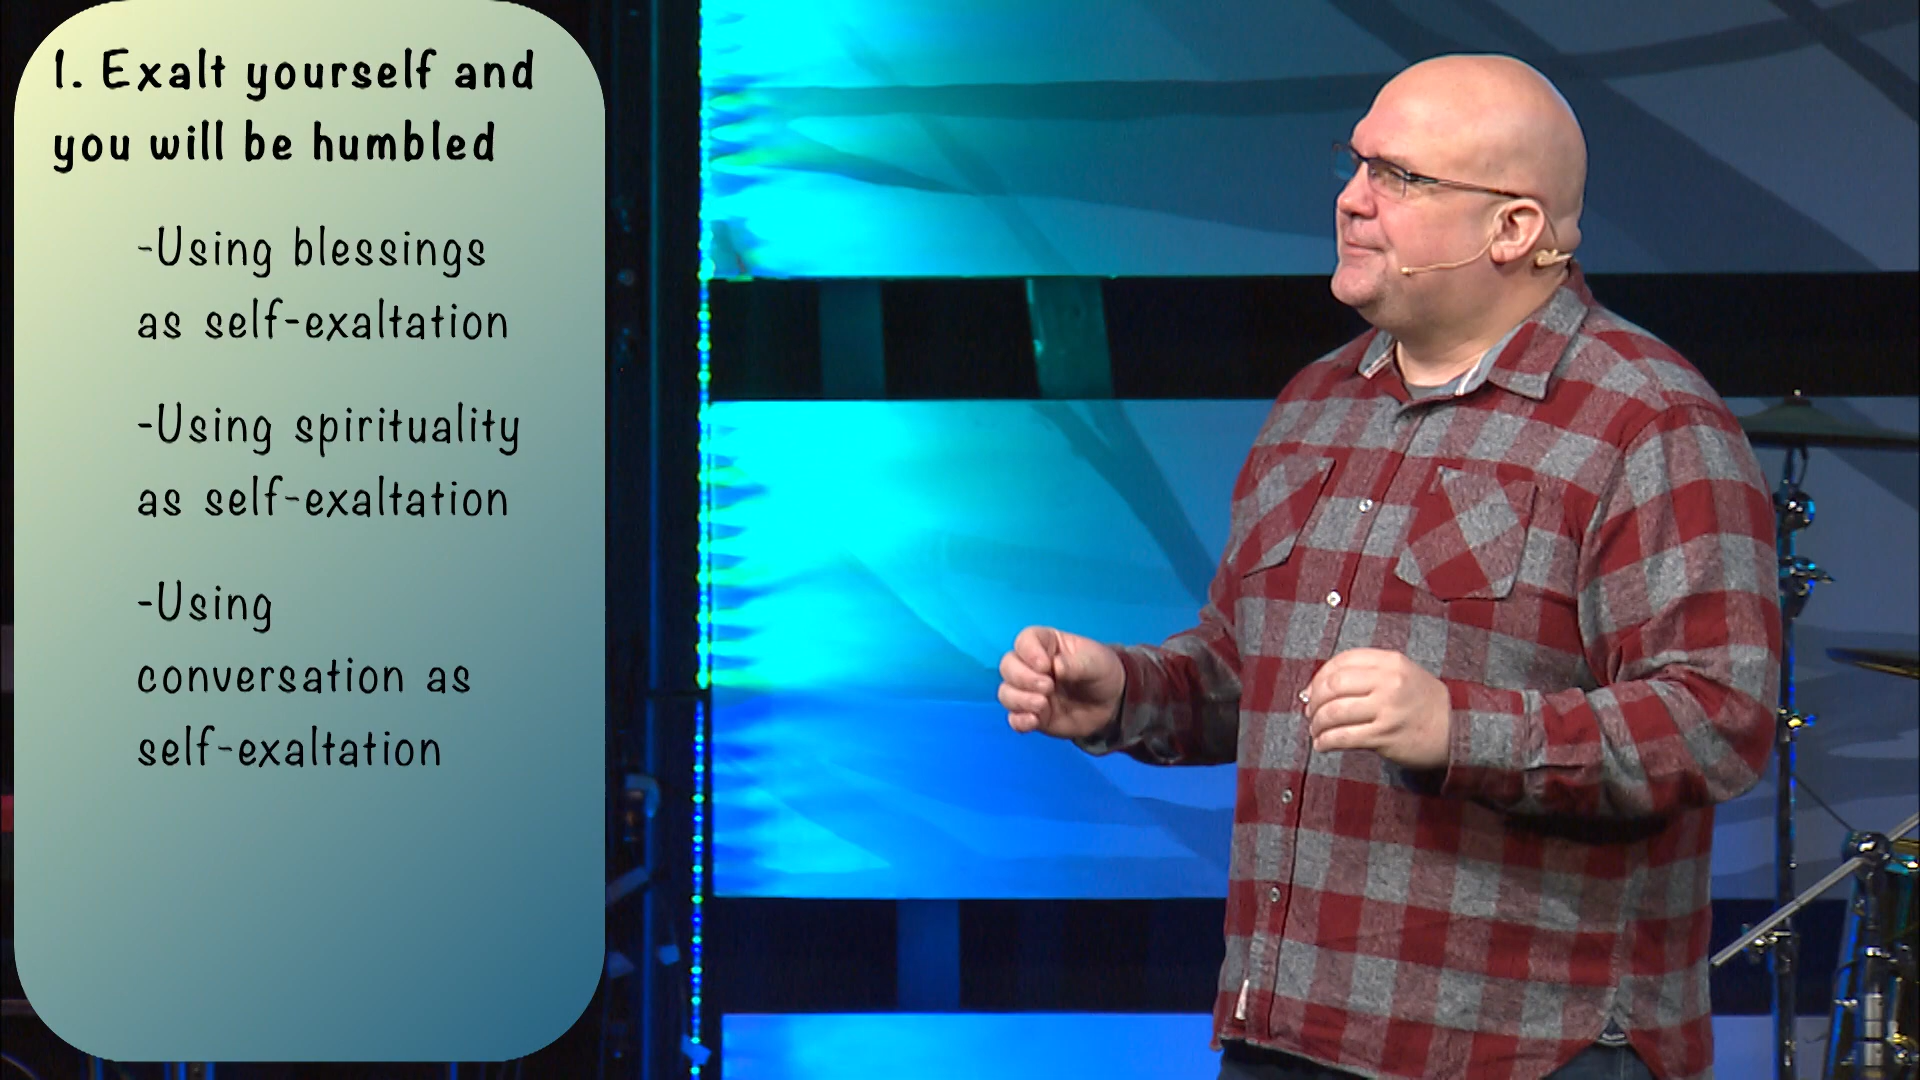 1. Exalt yourself and
you will be humbled
-Using blessings
as self-exaltation
-Using spirituality
as self-exaltation
-Using
conversation as
self-exaltation